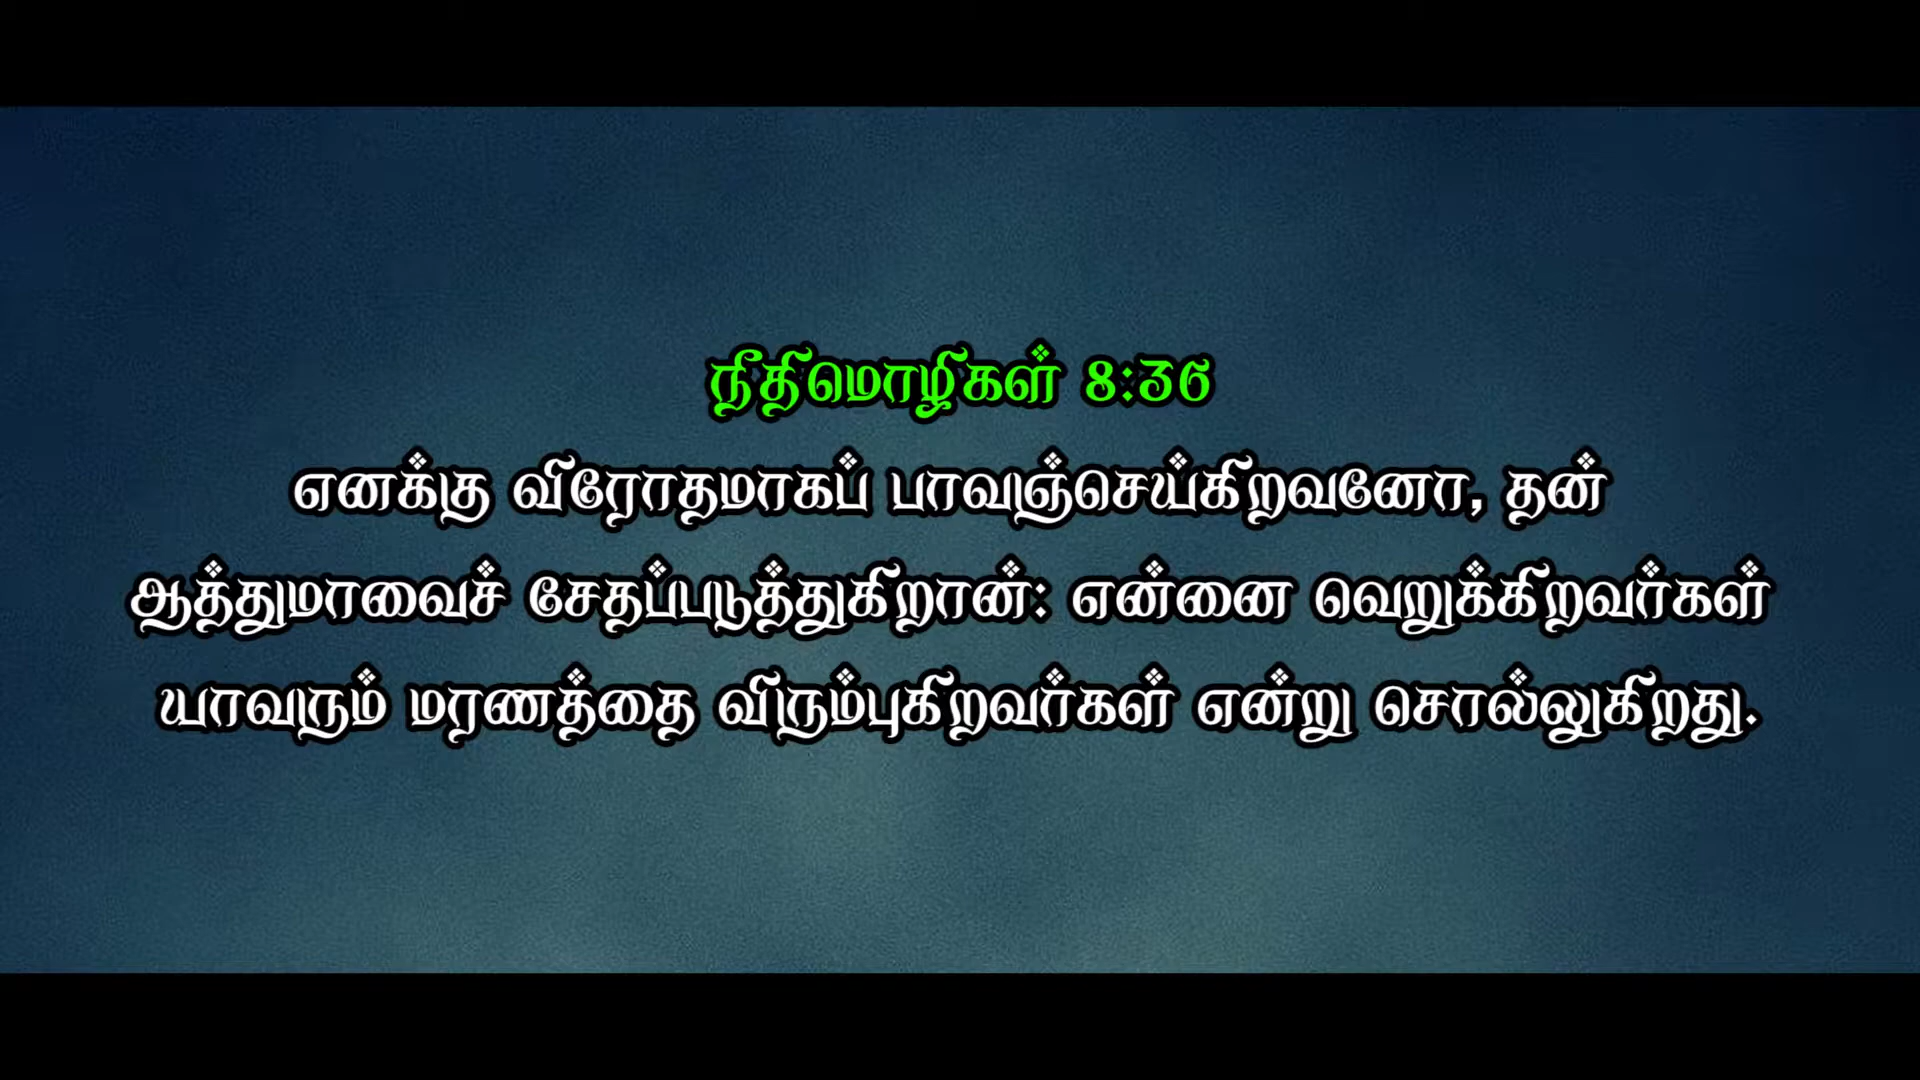 நீதிமொழிகள் 8:36
எனக்கு விரோதமாகப் பாவஞ்செய்கிறவனோ, தன்
ஆத்துமாவைச் சேதப்படுத்துகிறான்: என்னை வெறுக்கிறவர்கள்
யாவரும் மரணத்தை விரும்புகிறவர்கள் என்று சொல்லுகிறது.